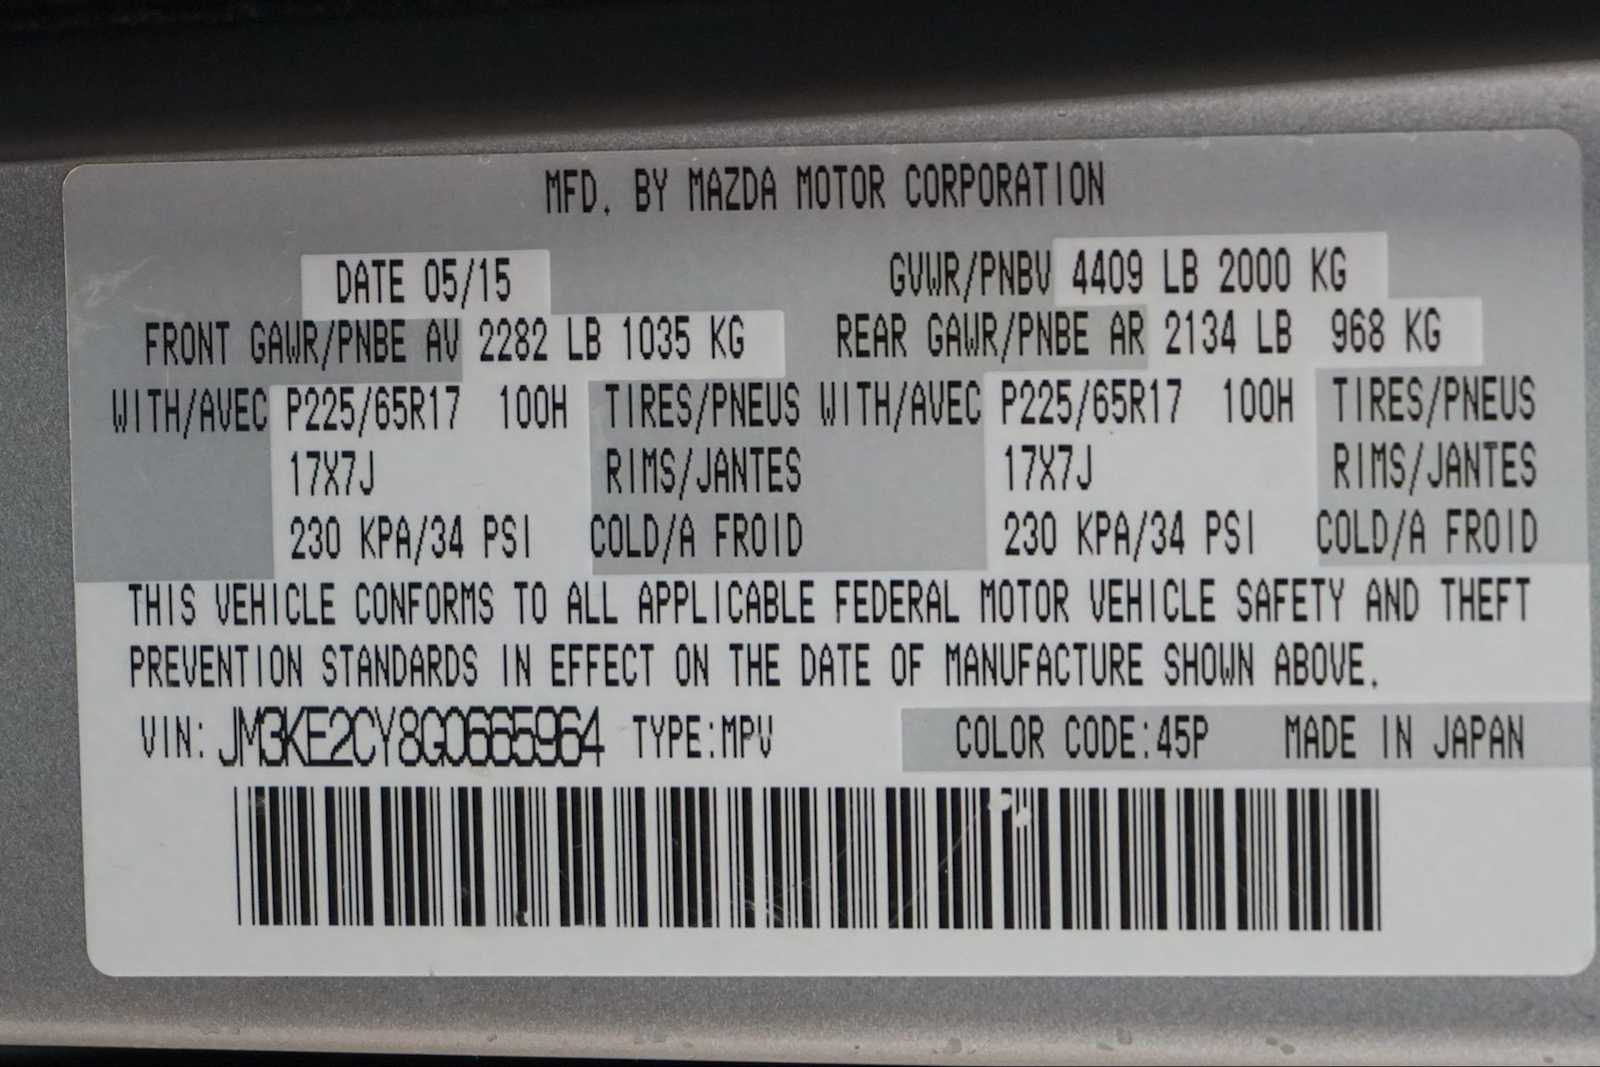 MFD. BY MAZDA MOTOR CORPORATION
DATE 05/15 GVWR/PNBV 4409 LB 2000 KG
FRONT GAWR/PNBE AV 2282 LB 1035 KG REAR GAWR/PNBE AR 2134 LB 968 KG
WITH/AVEC P225/65R17 100H TIRES/PNEUS WITH/AVEC P225/65R17 100H TIRES/PNEUS
17X7J RIMS/JANTES 17X7J RIMS/JANTES
230 KPA/34 PSI COLD/A FROID 230 KPA/34 PSI COLD/A FROID
THIS VEHICLE CONFORMS TO ALL APPLICABLE FEDERAL MOTOR VEHICLE SAFETY AND THEFT
PREVENTION STANDARDS IN EFFECT ON THE DATE OF MANUFACTURE SHOWN ABOVE.
VIN: JM3KE2CY8G0665964 TYPE:MPV COLOR CODE:45P MADE IN JAPAN